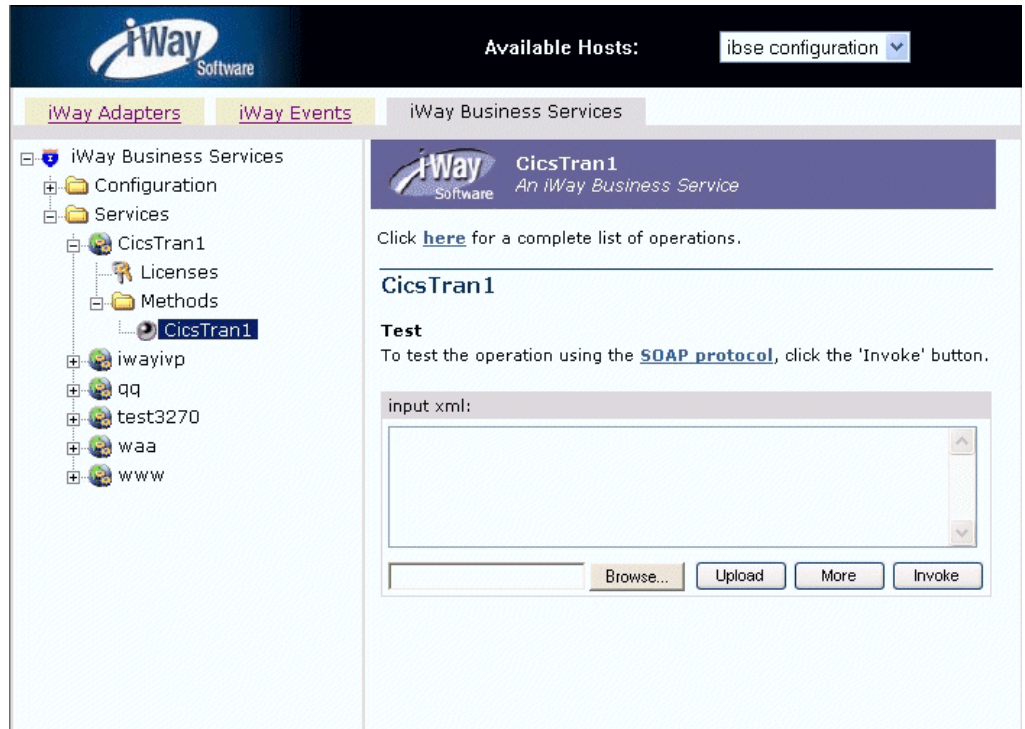 iWay Software
Available Hosts:
ibse configuration
iWay Adapters
iWay Events
iWay Business Services
iWay Business Services
Configuration
Services
CicsTran1
Licenses
Methods
CicsTran1
iwayivp
qq
test3270
waa
www
iWay Software
CicsTran1
An iWay Business Service
Click here for a complete list of operations.
CicsTran1
Test
To test the operation using the SOAP protocol, click the 'Invoke' button.
input xml:
Browse...
Upload
More
Invoke